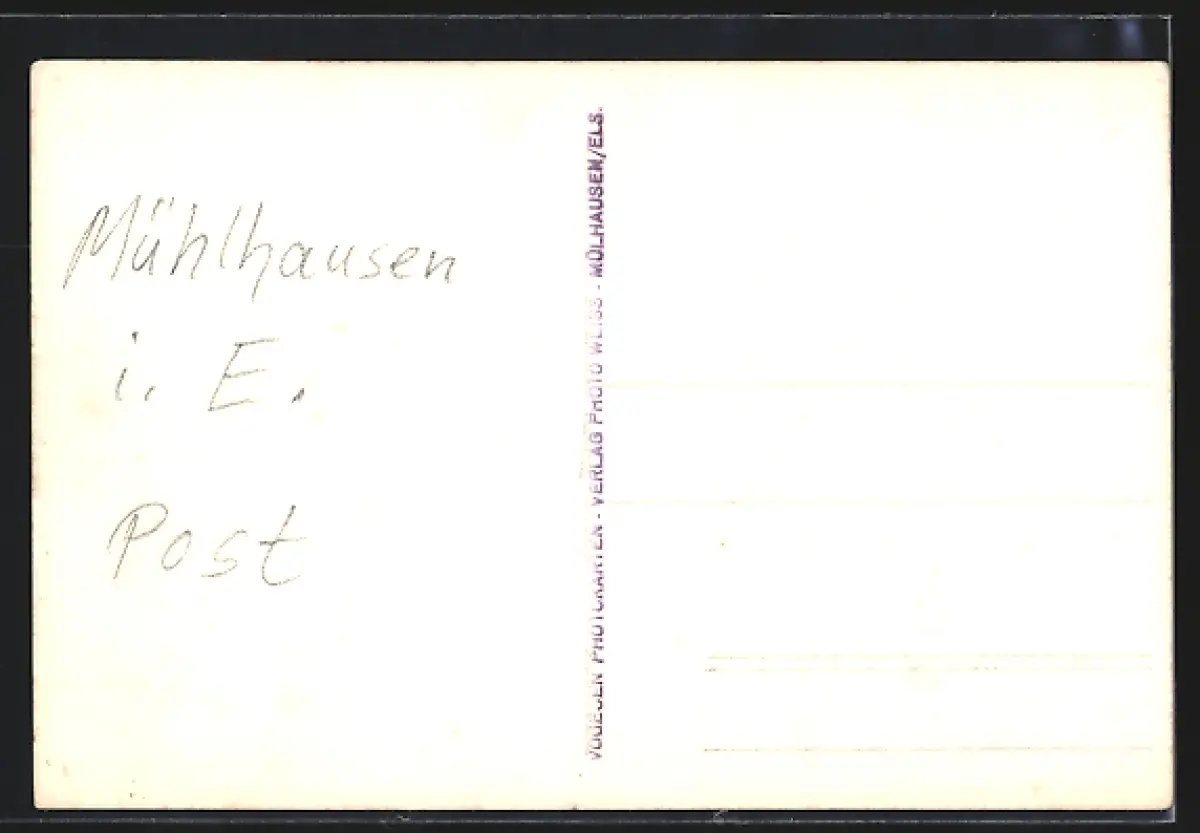 Mühlhausen
i. E.
Post
VOGESEN PHOTOKARTEN - VERLAG PHOTO WEISS - MÜLHAUSEN/ELS.